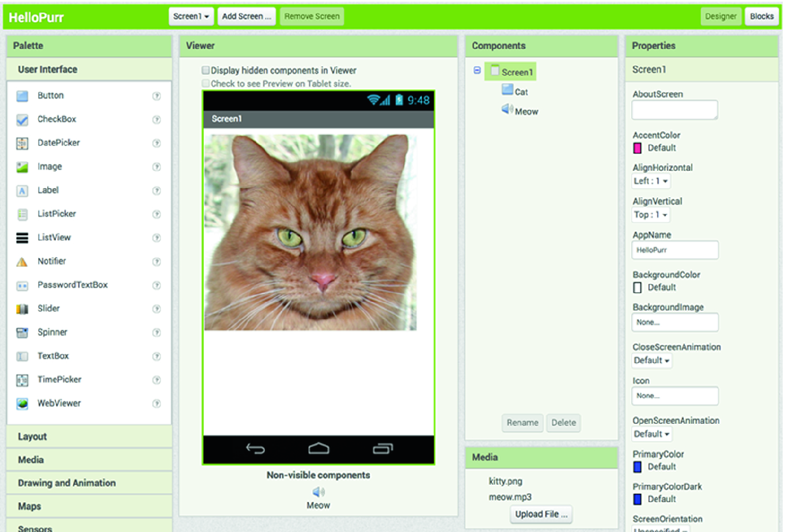 HelloPurr
Screen1
Add Screen ...
Remove Screen
Designer
Blocks
Palette
User Interface
Button
CheckBox
DatePicker
Image
Label
ListPicker
ListView
Notifier
PasswordTextBox
Slider
Spinner
TextBox
TimePicker
WebViewer
Layout
Media
Drawing and Animation
Maps
Sensors
Viewer
Display hidden components in Viewer
Check to see Preview on Tablet size.
9:48
Screen1
Non-visible components
Meow
Components
Screen1
Cat
Meow
Rename
Delete
Media
kitty.png
meow.mp3
Upload File ...
Properties
Screen1
AboutScreen
AccentColor
Default
AlignHorizontal
Left : 1
AlignVertical
Top : 1
AppName
HelloPurr
BackgroundColor
Default
BackgroundImage
None...
CloseScreenAnimation
Default
Icon
None...
OpenScreenAnimation
Default
PrimaryColor
Default
PrimaryColorDark
Default
ScreenOrientation